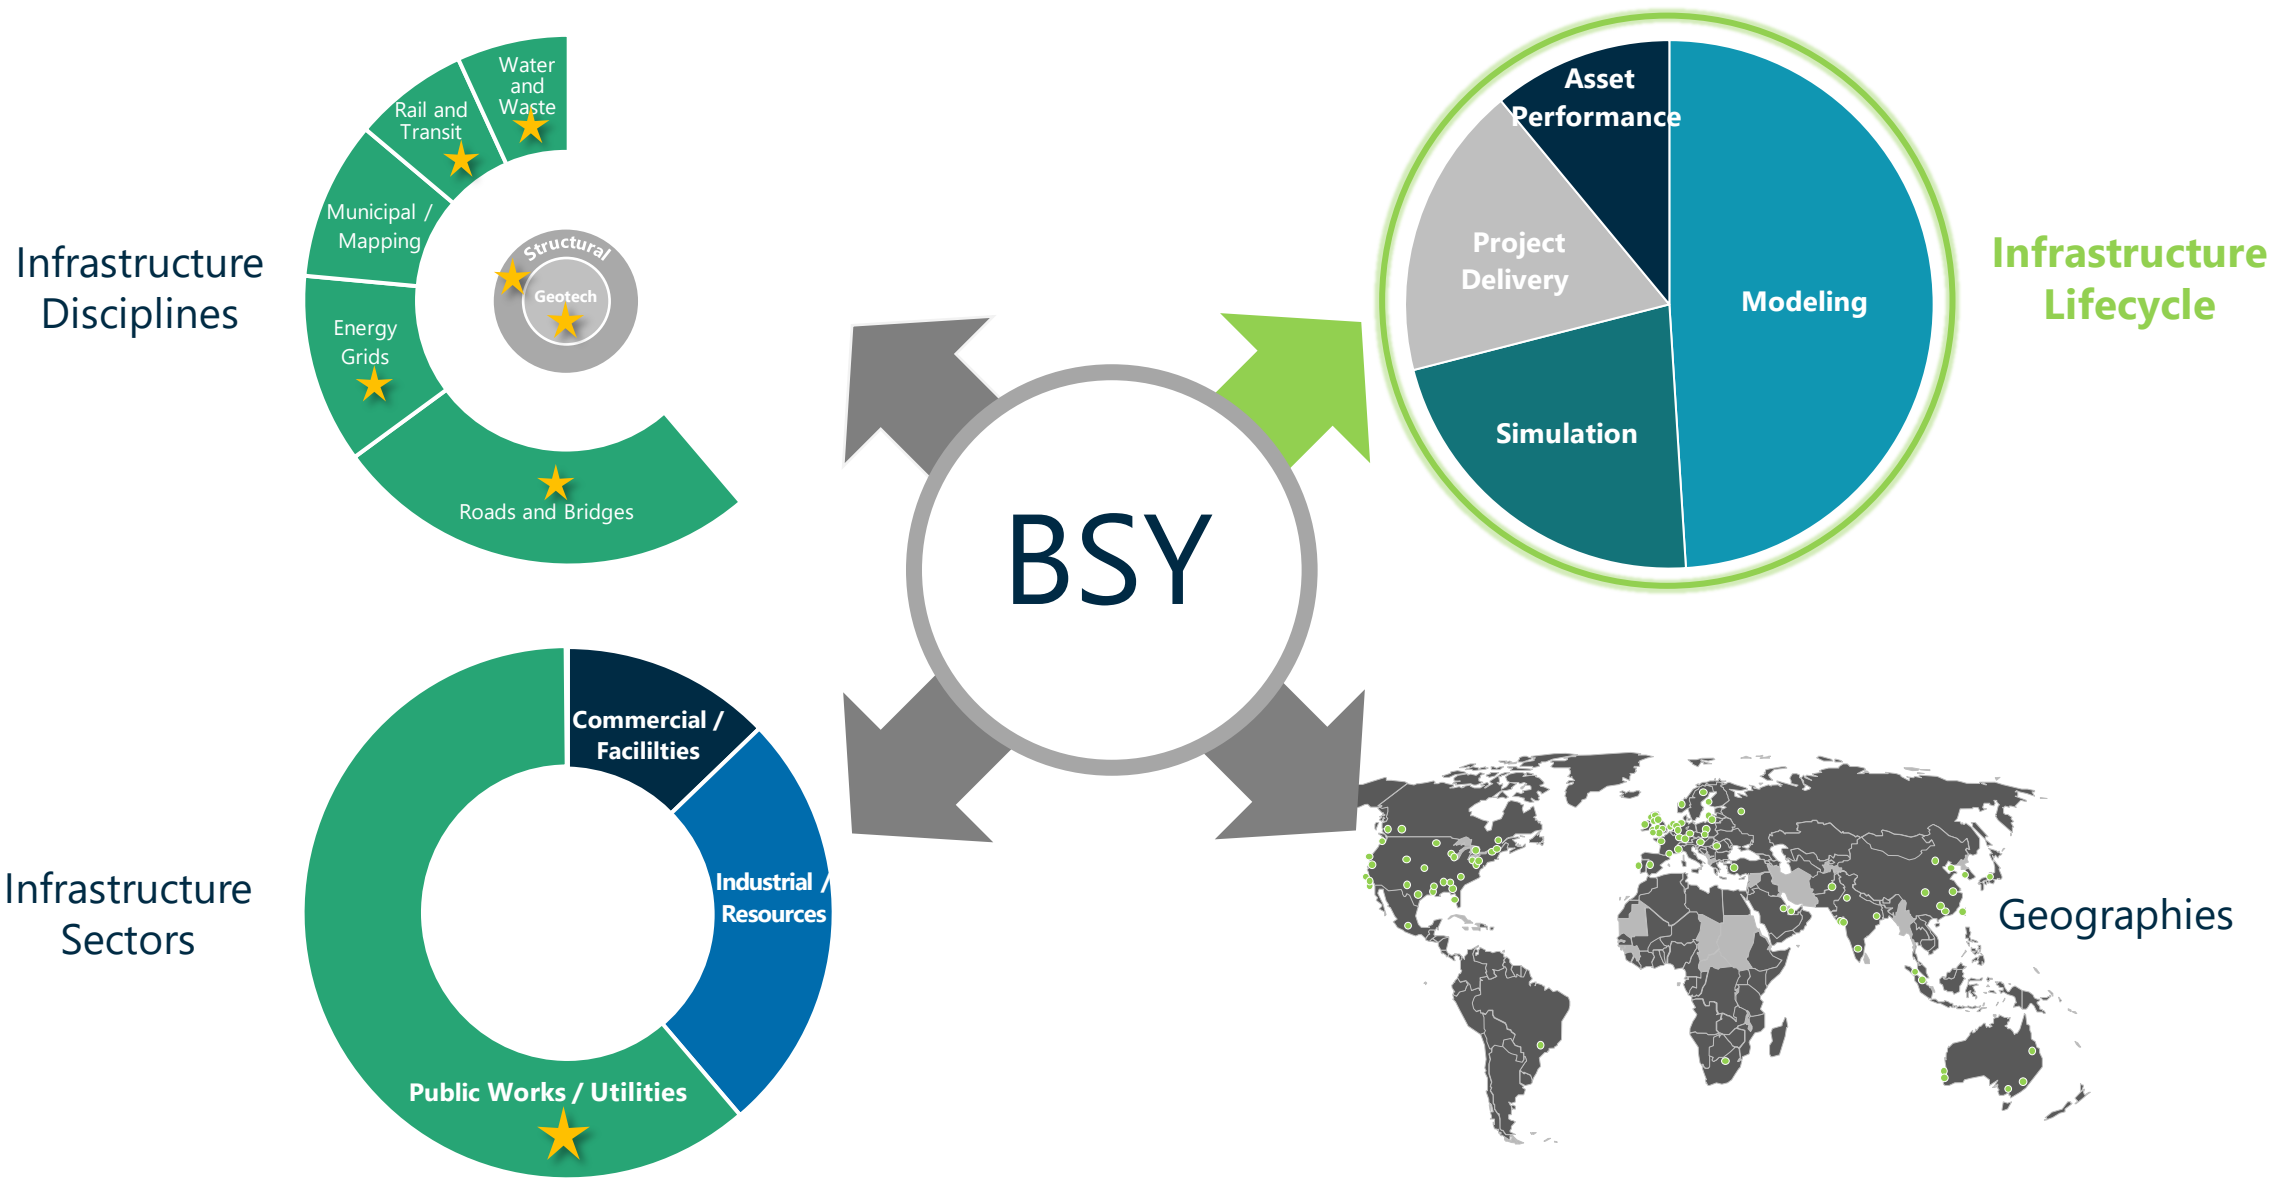 Infrastructure
Disciplines
Water
and
Waste
Rail and
Transit
Municipal /
Mapping
Energy
Grids
Roads and Bridges
Structural
Geotech
BSY
Asset
Performance
Project
Delivery
Modeling
Simulation
Infrastructure
Lifecycle
Infrastructure
Sectors
Commercial /
Facililties
Industrial /
Resources
Public Works / Utilities
Geographies